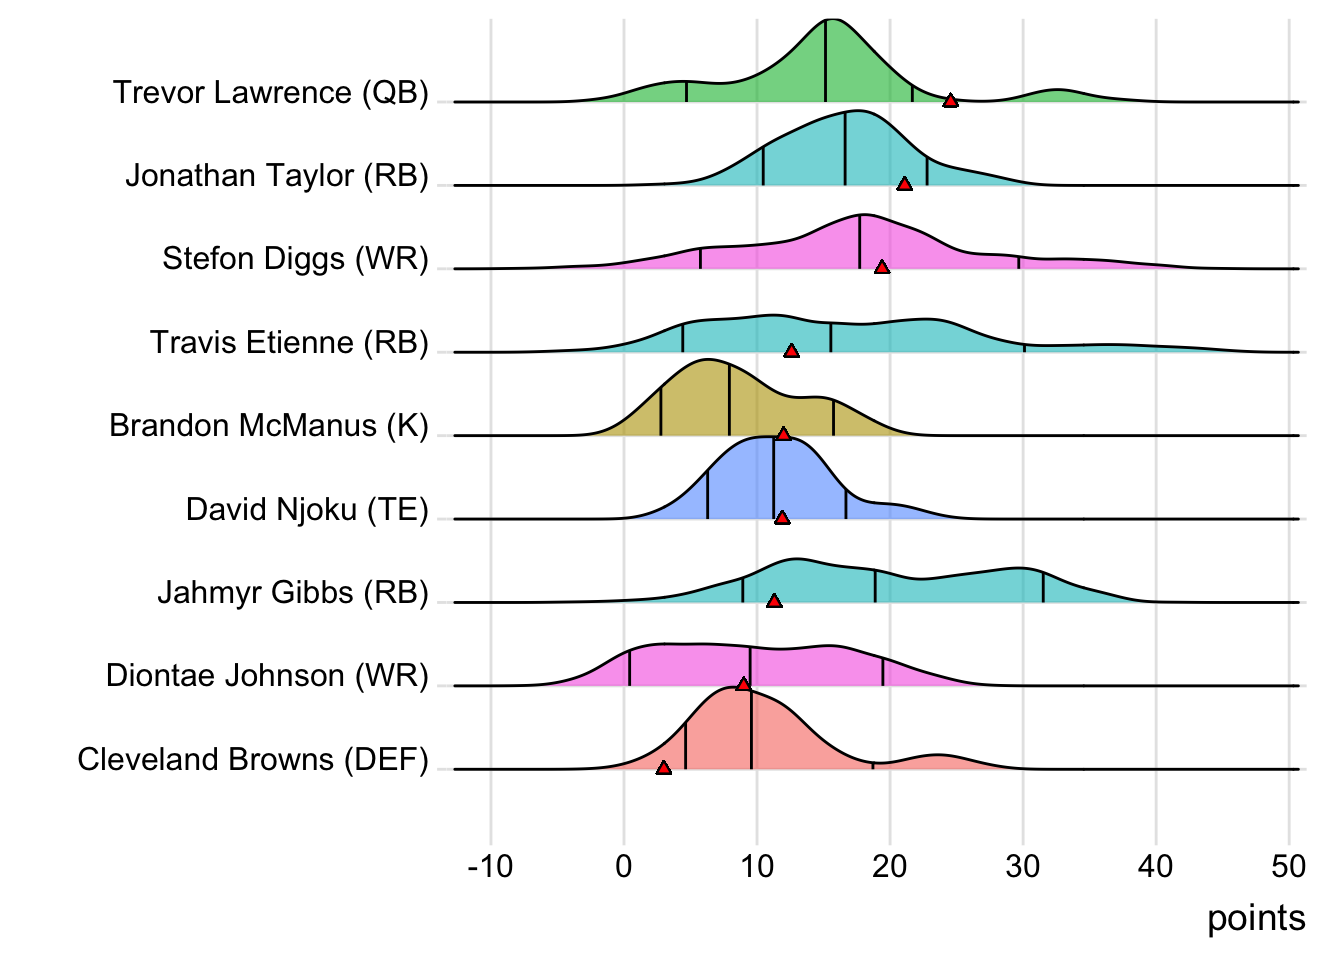 Trevor Lawrence (QB)
Jonathan Taylor (RB)
Stefon Diggs (WR)
Travis Etienne (RB)
Brandon McManus (K)
David Njoku (TE)
Jahmyr Gibbs (RB)
Diontae Johnson (WR)
Cleveland Browns (DEF)
-10 0 10 20 30 40 50
points